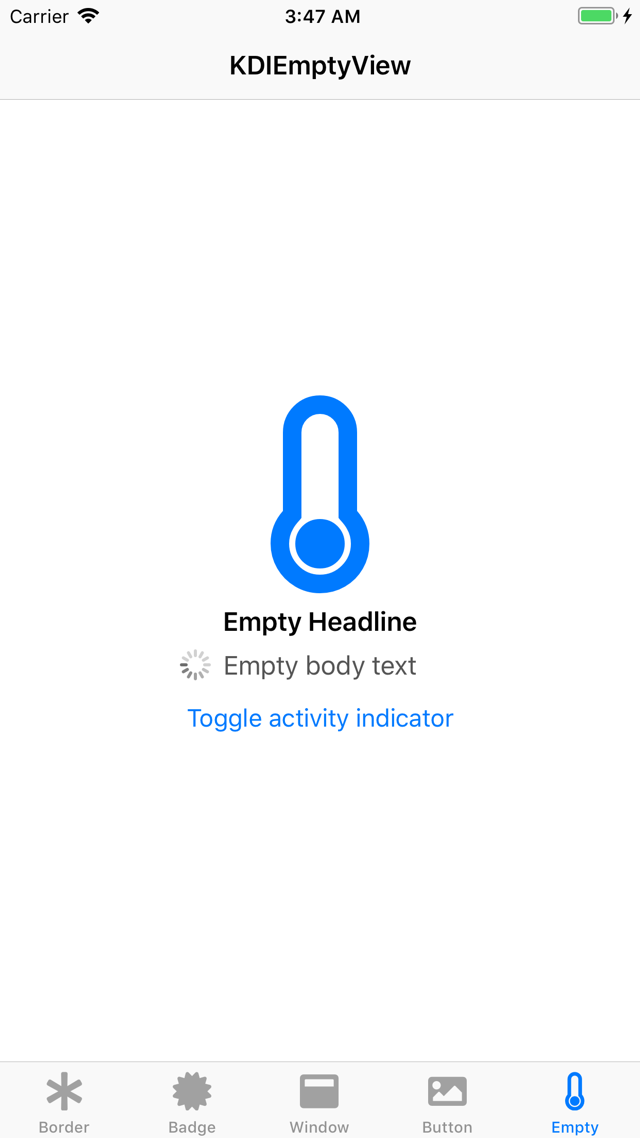 Carrier 3:47 AM
KDIEmptyView
Empty Headline
Empty body text
Toggle activity indicator
Border Badge Window Button Empty